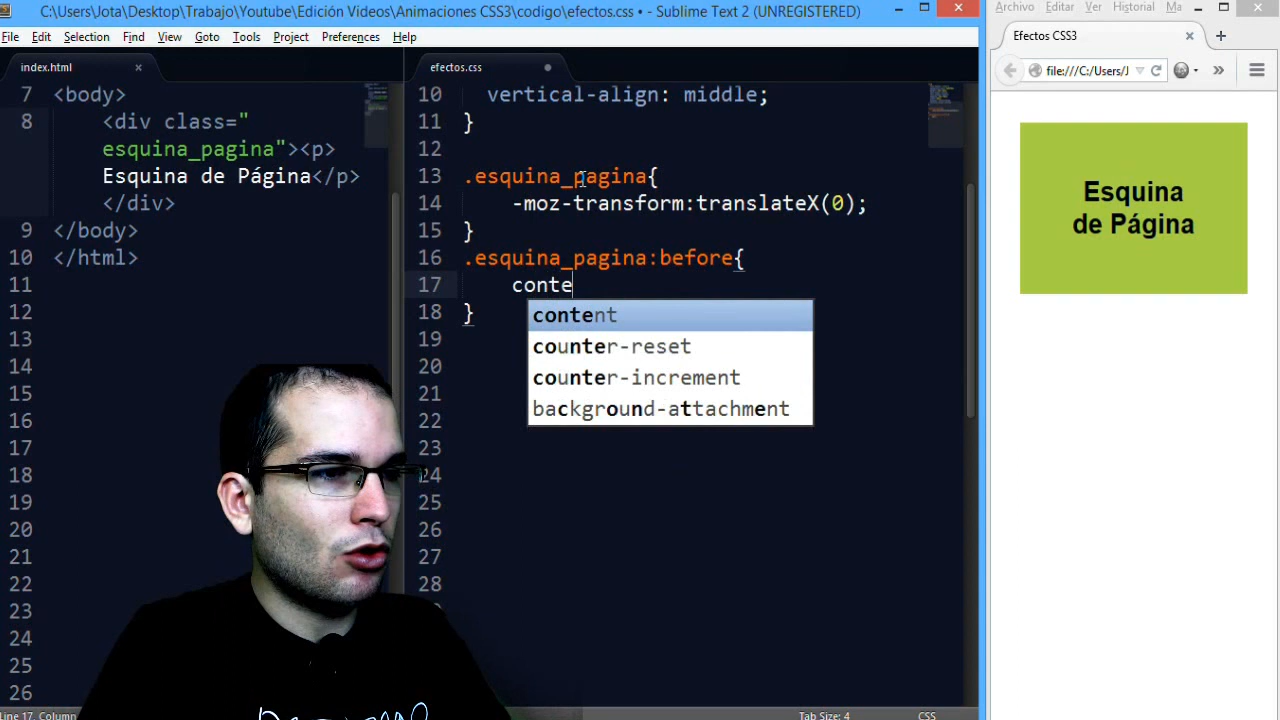 C:\Users\Jota\Desktop\Trabajo\Youtube\Edición Videos\Animaciones CSS3\codigo\efectos.css • - Sublime Text 2 (UNREGISTERED)
File Edit Selection Find View Goto Tools Project Preferences Help
index.html
7 <body>
8 <div class="
esquina_pagina"><p>
Esquina de Página</p>
</div>
9 </body>
10 </html>
11
12
13
14
15
16
17
18
19
20
21
22
23
24
25
26
efectos.css
10 vertical-align: middle;
11 }
12
13 .esquina_pagina{
14 -moz-transform:translateX(0);
15 }
16 .esquina_pagina:before{
17 conte
18 }
19
20
21
22
23
24
25
26
27
28
content
counter-reset
counter-increment
background-attachment
Line 17, Column
Tab Size: 4 CSS
Archivo Editar Ver Historial Ma
Efectos CSS3
file:///C:/Users/J
Esquina
de Página